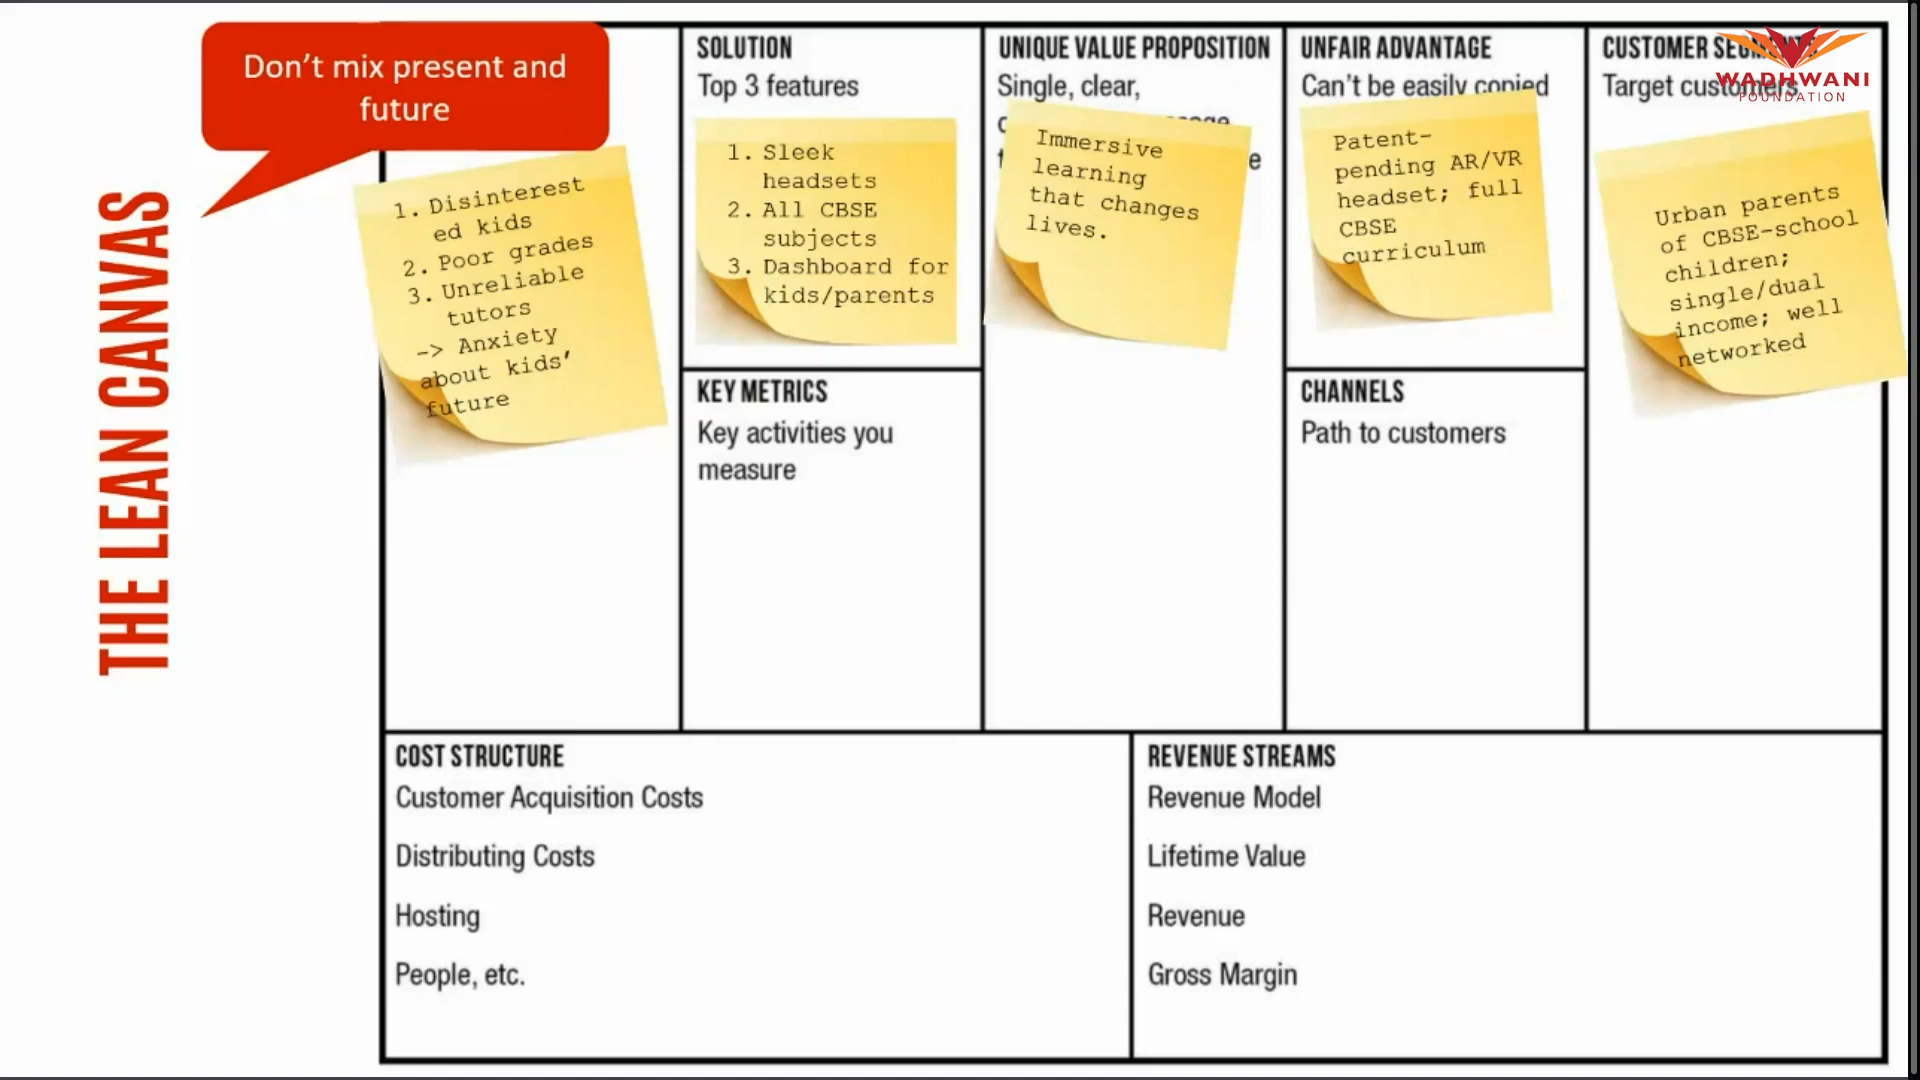 Don't mix present and
future
THE LEAN CANVAS
1. Disinterest
ed kids
2. Poor grades
3. Unreliable
tutors
-> Anxiety
about kids'
future
SOLUTION
Top 3 features
1. Sleek
headsets
2. All CBSE
subjects
3. Dashboard for
kids/parents
KEY METRICS
Key activities you
measure
UNIQUE VALUE PROPOSITION
Single, clear,
Immersive
learning
that changes
lives.
UNFAIR ADVANTAGE
Can't be easily copied
Patent-
pending AR/VR
headset; full
CBSE
curriculum
CHANNELS
Path to customers
CUSTOMER SEGMENTS
Target customers
WADHWANI
FOUNDATION
Urban parents
of CBSE-school
children;
single/dual
income; well
networked
COST STRUCTURE
Customer Acquisition Costs
Distributing Costs
Hosting
People, etc.
REVENUE STREAMS
Revenue Model
Lifetime Value
Revenue
Gross Margin